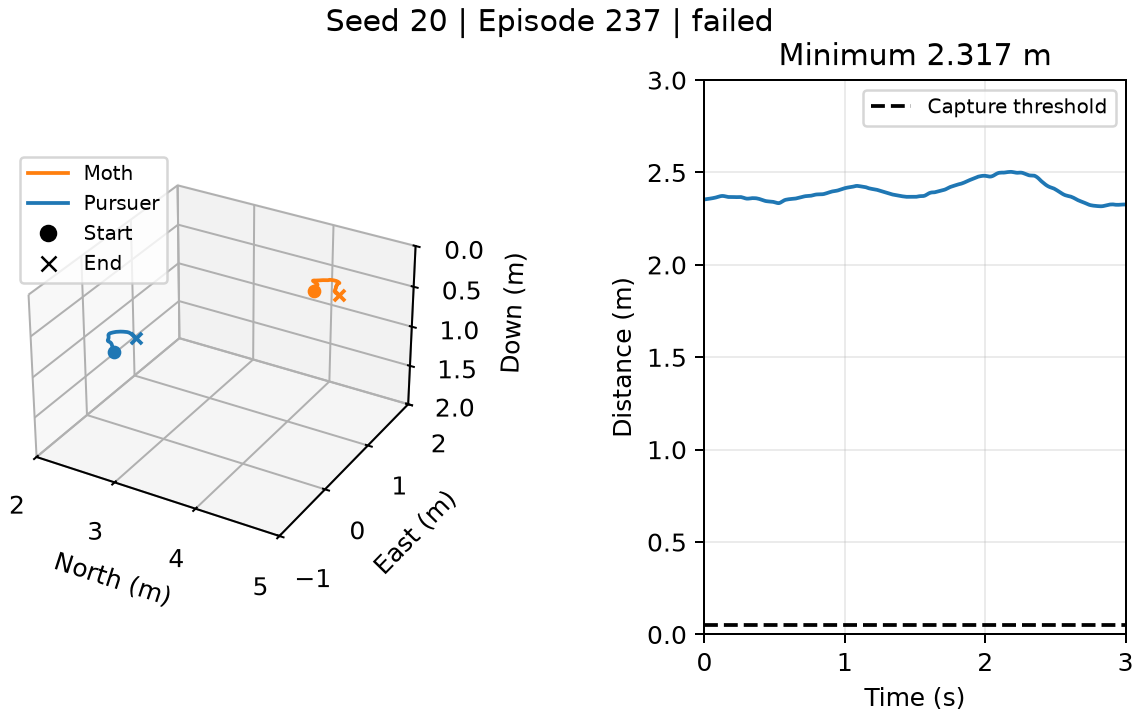 Seed 20 | Episode 237 | failed
Moth
Pursuer
Start
End
0.0
0.5
1.0
1.5
2.0
Down (m)
2
1
0
−1
East (m)
2
3
4
5
North (m)
Minimum 2.317 m
Capture threshold
3.0
2.5
2.0
1.5
1.0
0.5
0.0
Distance (m)
0
1
2
3
Time (s)